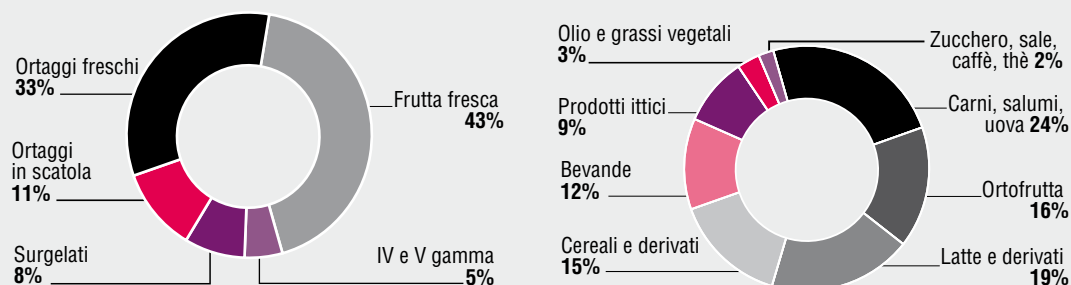 Ortaggi freschi
33%
Frutta fresca
43%
Ortaggi
in scatola
11%
Surgelati
8%
IV e V gamma
5%
Olio e grassi vegetali
3%
Zucchero, sale,
caffè, thè 2%
Prodotti ittici
9%
Carni, salumi,
uova 24%
Bevande
12%
Ortofrutta
16%
Cereali e derivati
15%
Latte e derivati
19%